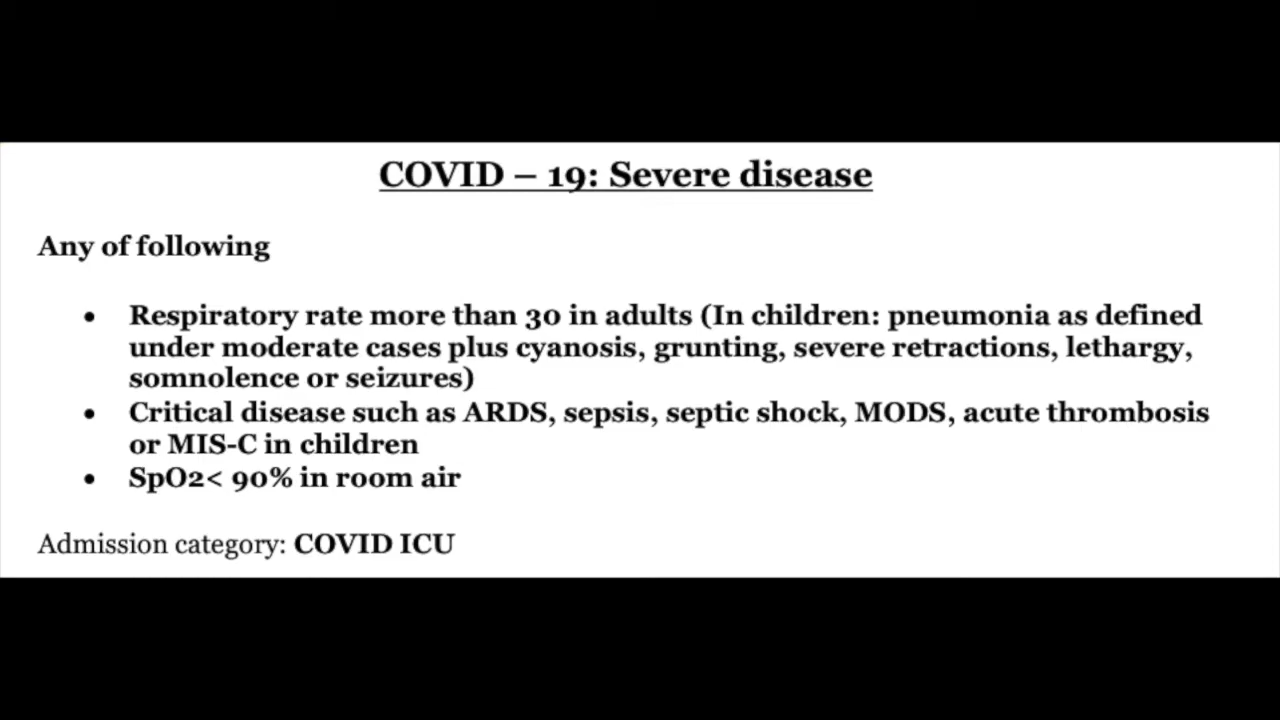 COVID – 19: Severe disease
Any of following
• Respiratory rate more than 30 in adults (In children: pneumonia as defined
under moderate cases plus cyanosis, grunting, severe retractions, lethargy,
somnolence or seizures)
• Critical disease such as ARDS, sepsis, septic shock, MODS, acute thrombosis
or MIS-C in children
• SpO2< 90% in room air
Admission category: COVID ICU